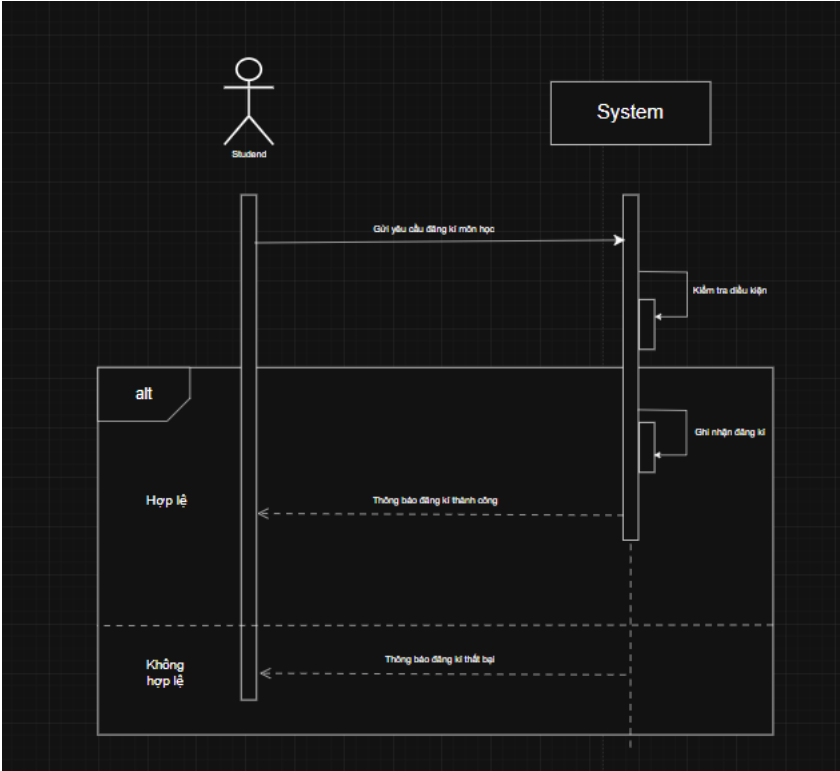 System
Studend
Gửi yêu cầu đăng kí môn học
Kiểm tra điều kiện
alt
Ghi nhận đăng kí
Hợp lệ
Thông báo đăng kí thành công
Không
hợp lệ
Thông báo đăng kí thất bại